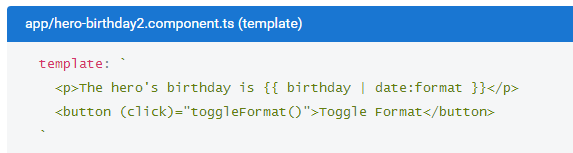 app/hero-birthday2.component.ts (template)
template: `
<p>The hero's birthday is {{ birthday | date:format }}</p>
<button (click)="toggleFormat()">Toggle Format</button>
`